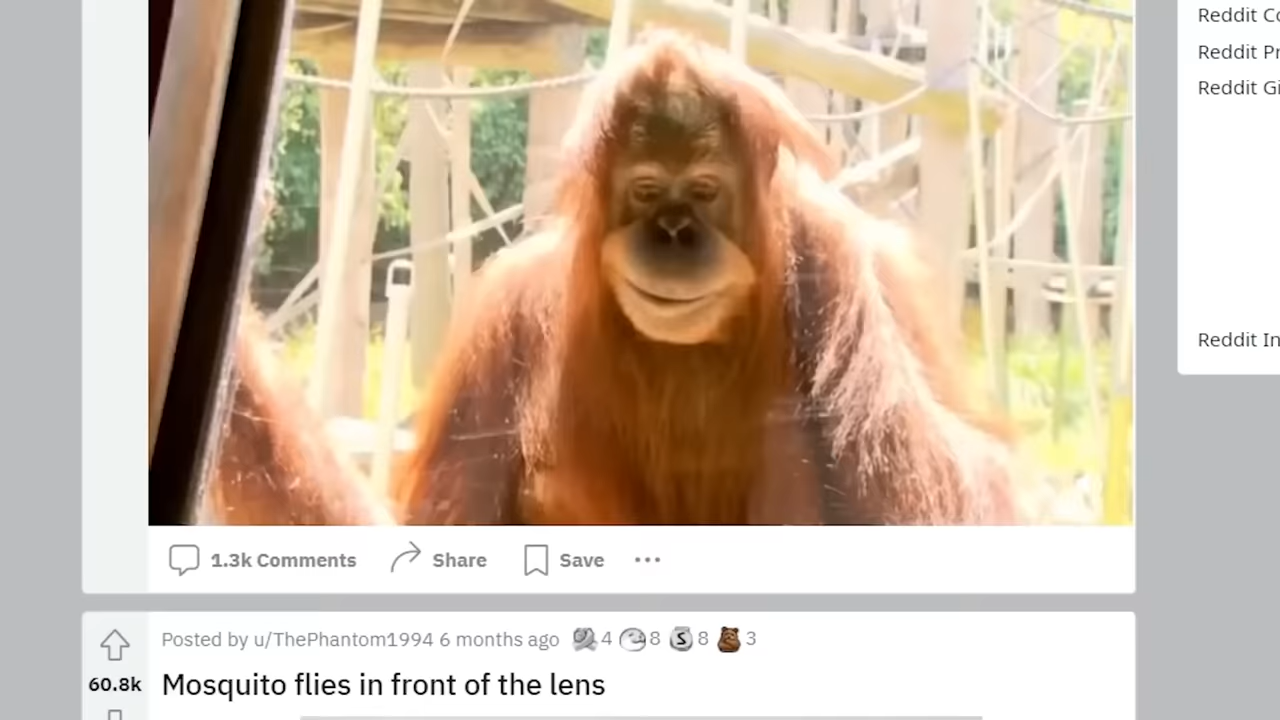 Reddit Co
Reddit Pr
Reddit Gi
Reddit In
1.3k Comments Share Save ...
Posted by u/ThePhantom1994 6 months ago 4 8 S 8 3
60.8k Mosquito flies in front of the lens